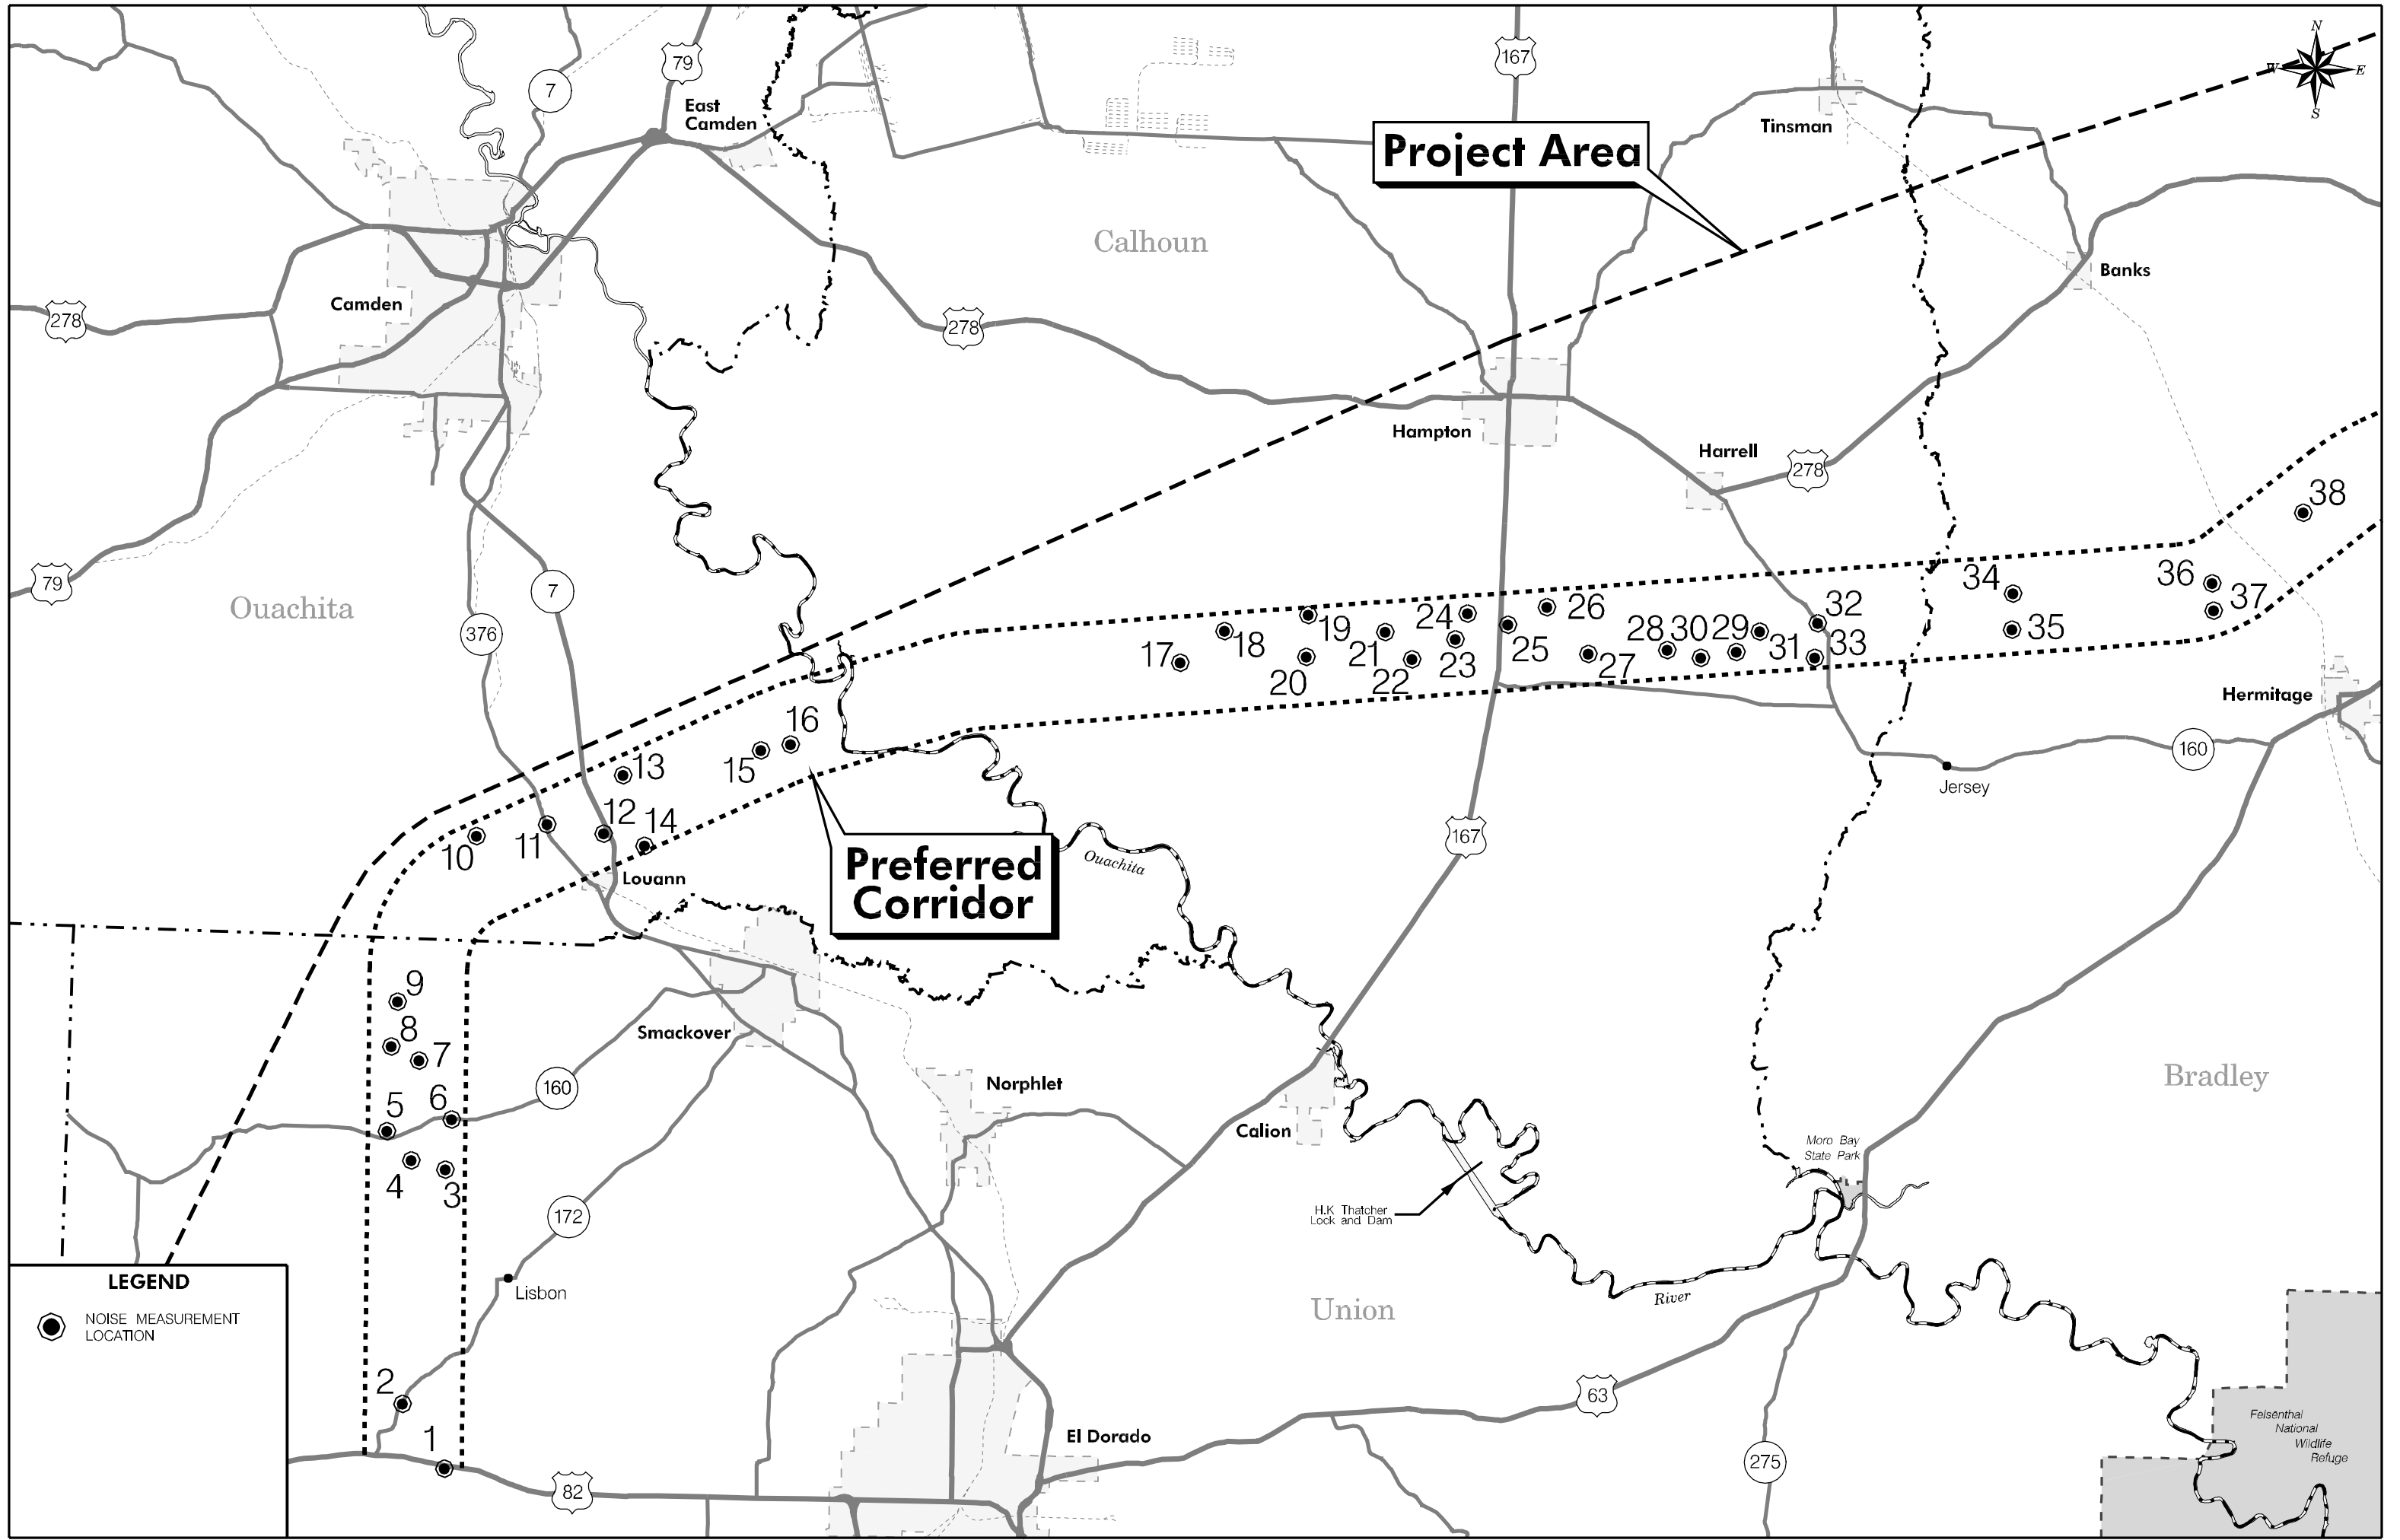 N
W
E
S
79
167
7
East
Camden
Tinsman
Project Area
Calhoun
Banks
Camden
278
278
Hampton
Harrell
278
38
79
7
34
36
37
Ouachita
376
18
19
24
26
32
17
21
25
28
30
29
31
33
35
20
22
23
27
16
Hermitage
13
15
160
Jersey
12
14
10
11
167
Louann
Preferred
Corridor
Ouachita
9
8
7
Smackover
5
6
160
Norphlet
Calion
Bradley
4
3
172
Moro Bay
State Park
H.K Thatcher
Lock and Dam
LEGEND
NOISE MEASUREMENT
LOCATION
Lisbon
Union
River
2
1
63
El Dorado
82
275
Felsenthal
National
Wildlife
Refuge